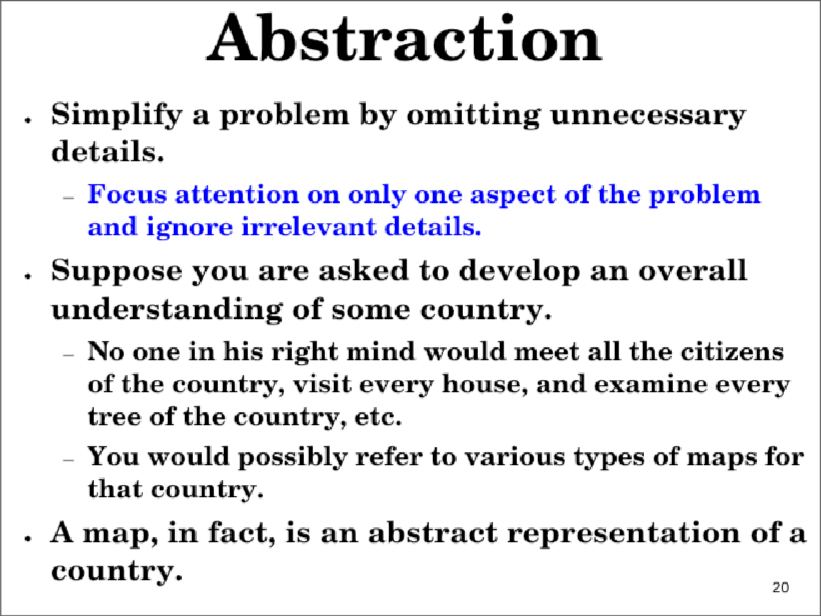 Abstraction
• Simplify a problem by omitting unnecessary
details.
– Focus attention on only one aspect of the problem
and ignore irrelevant details.
• Suppose you are asked to develop an overall
understanding of some country.
– No one in his right mind would meet all the citizens
of the country, visit every house, and examine every
tree of the country, etc.
– You would possibly refer to various types of maps for
that country.
• A map, in fact, is an abstract representation of a
country.
20